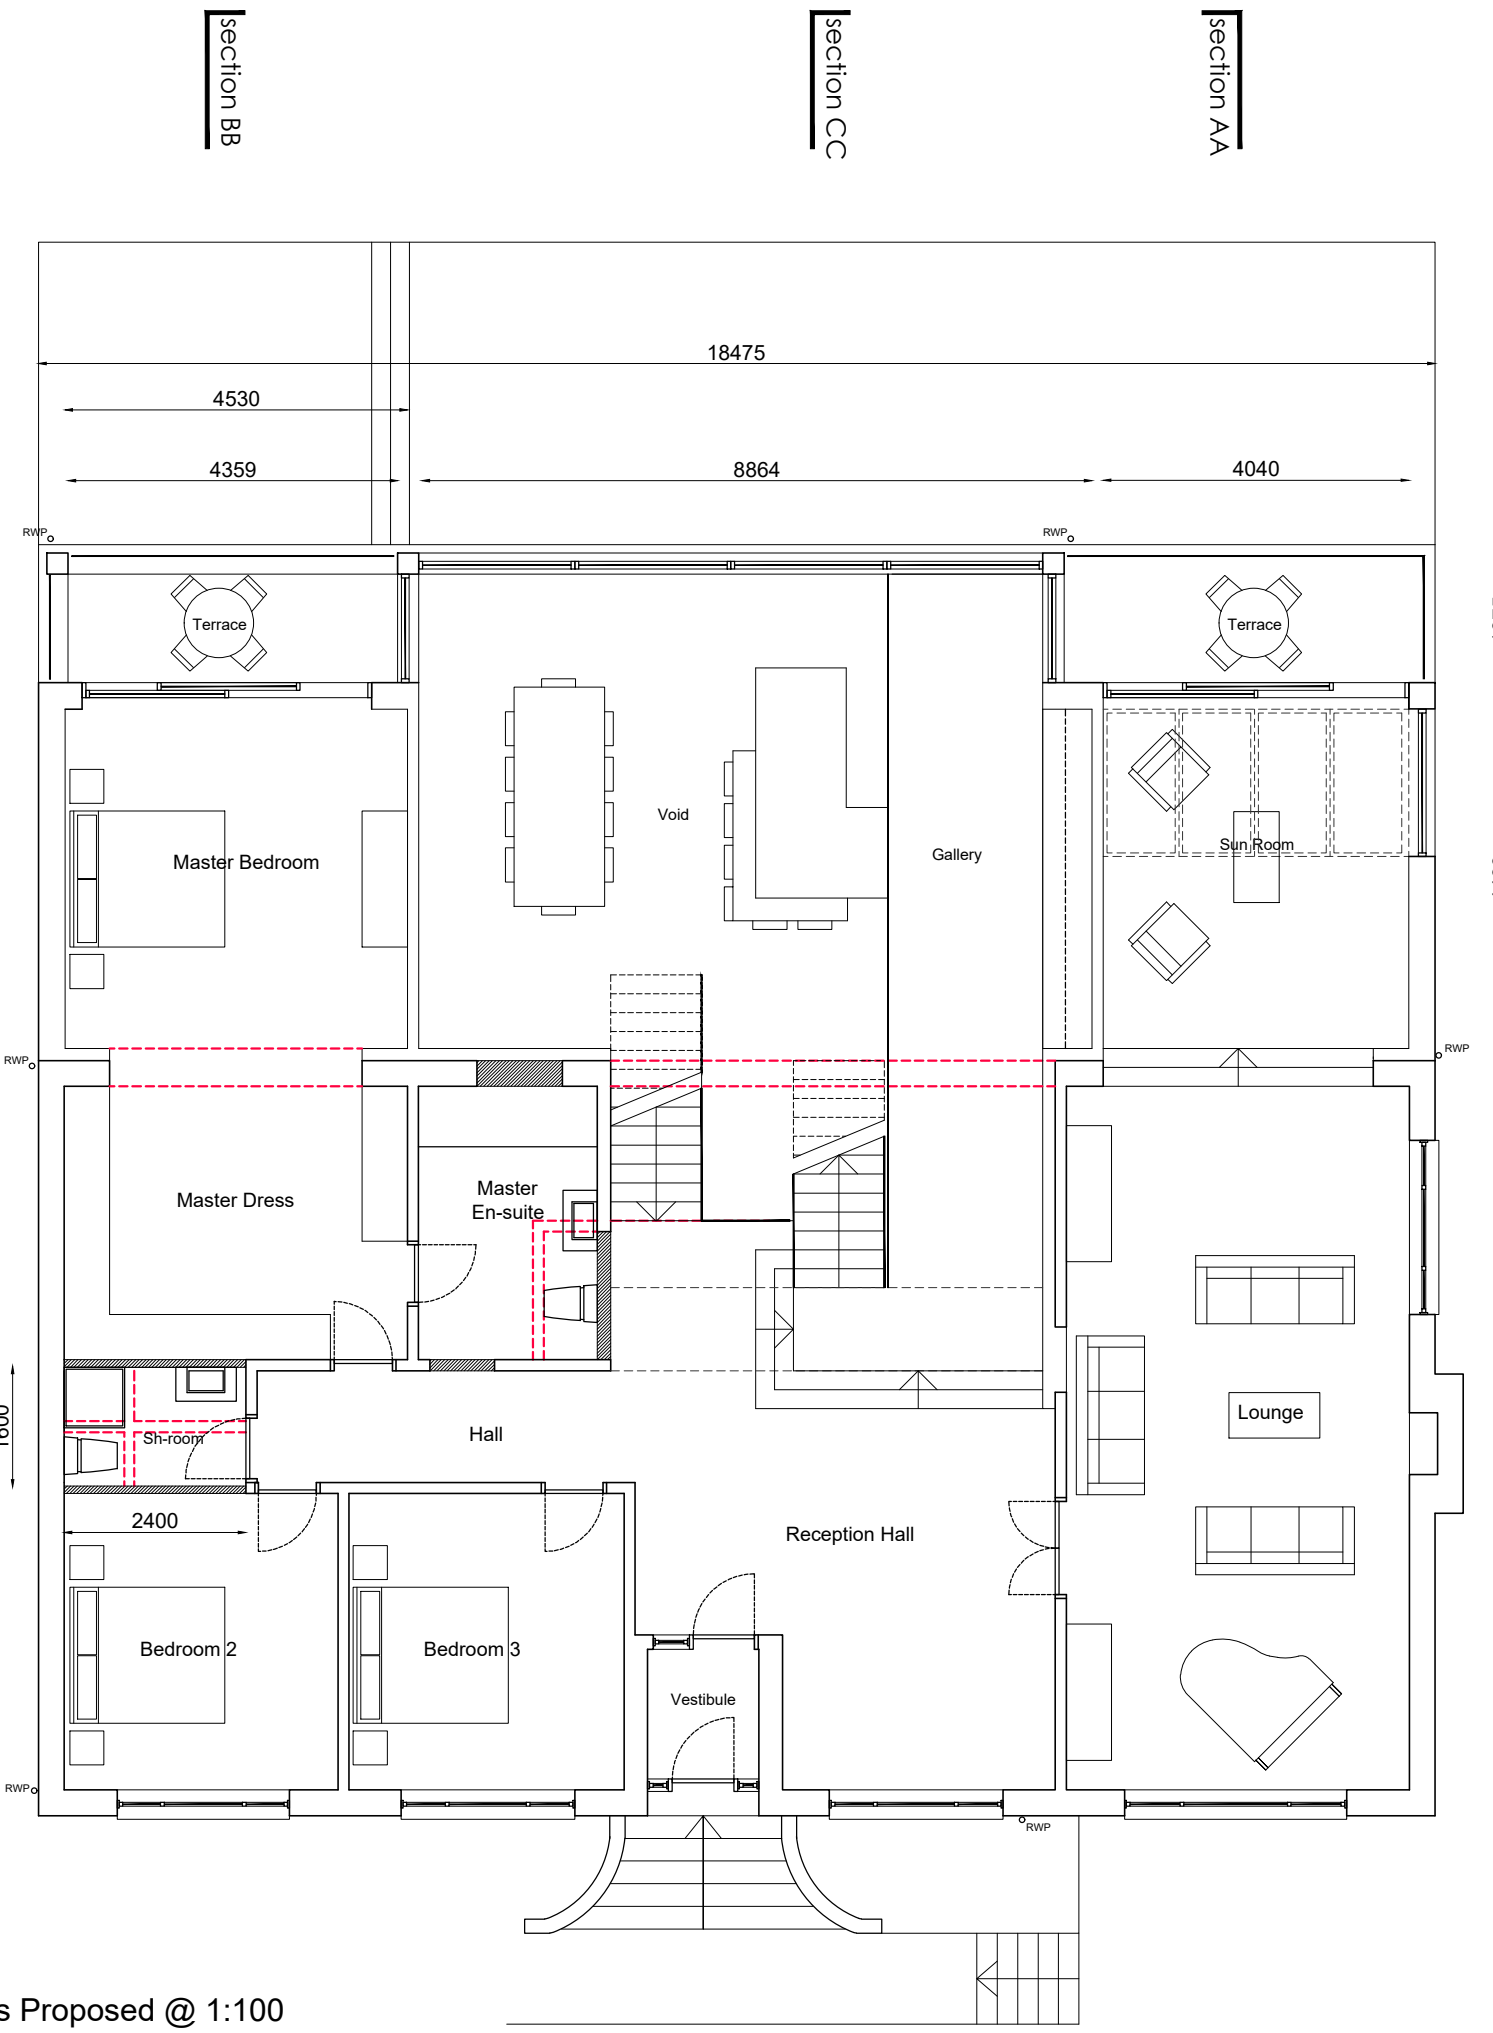 section BB
section CC
section AA
18475
4530
4359
8864
4040
RWP
RWP
Terrace
Terrace
Void
Gallery
Sun Room
Master Bedroom
RWP
RWP
Master Dress
Master
En-suite
1600
Sh-room
Hall
Lounge
2400
Reception Hall
Bedroom 2
Bedroom 3
Vestibule
RWP
RWP
s Proposed @ 1:100